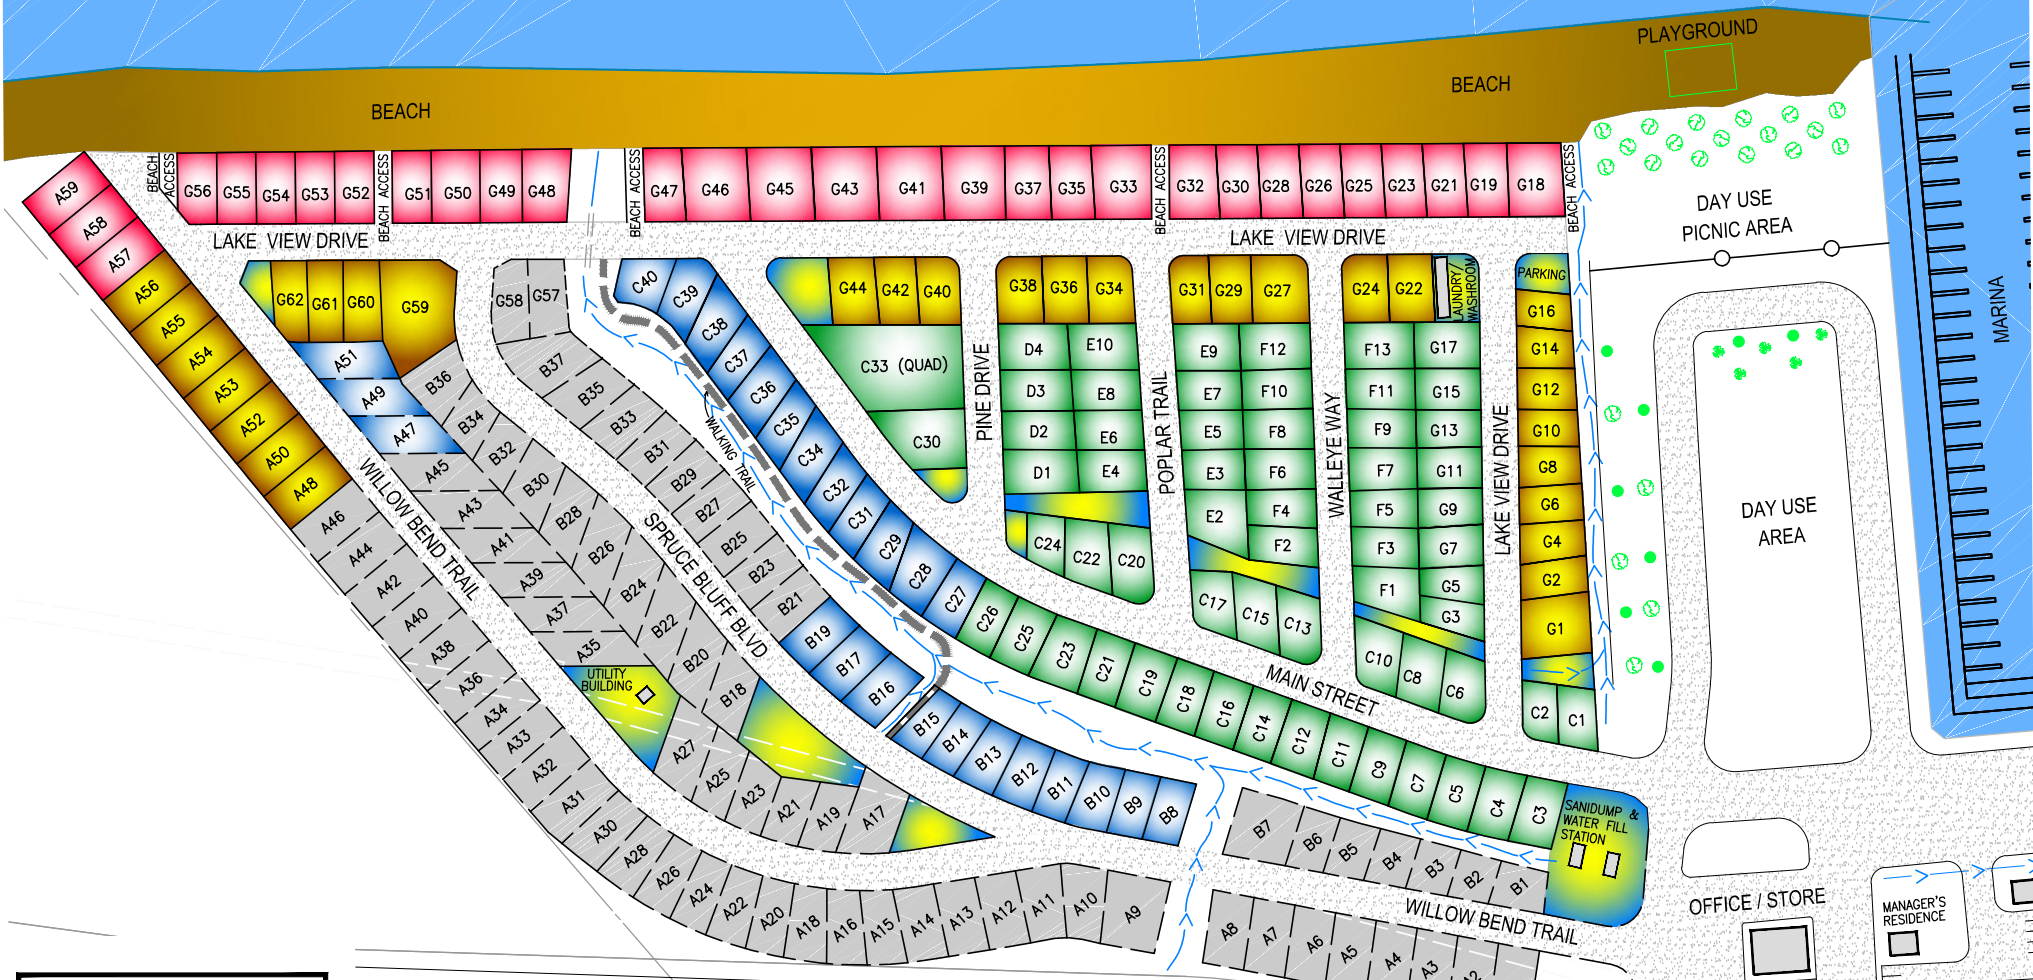 PLAYGROUND
BEACH
BEACH
BEACH
ACCESS
BEACH ACCESS
BEACH ACCESS
BEACH ACCESS
BEACH ACCESS
A59
A58
A57
G56
G55
G54
G53
G52
G51
G50
G49
G48
G47
G46
G45
G43
G41
G39
G37
G35
G33
G32
G30
G28
G26
G25
G23
G21
G19
G18
DAY USE
PICNIC AREA
MARINA
LAKE VIEW DRIVE
LAKE VIEW DRIVE
A56
A55
A54
A53
A52
A50
A48
G62
G61
G60
G59
G58
G57
C40
C39
C38
C37
C36
C35
C34
C32
C31
C29
C28
C27
G44
G42
G40
G38
G36
G34
G31
G29
G27
G24
G22
LAUNDRY/
WASHROOM
PARKING
G16
G14
G12
G10
G8
G6
G4
G2
G1
C2
C1
A51
A49
A47
C33 (QUAD)
C30
PINE DRIVE
D4
E10
D3
E8
D2
E6
D1
E4
C24
C22
C20
POPLAR TRAIL
E9
F12
E7
F10
E5
F8
E3
F6
E2
F4
F2
C17
C15
C13
WALLEYE WAY
F13
G17
F11
G15
F9
G13
F7
G11
F5
G9
F3
G7
F1
G5
G3
C10
C8
C6
LAKE VIEW DRIVE
DAY USE
AREA
B37
B35
B33
B31
B29
B27
B25
B23
B21
B19
B17
B16
B15
B14
B13
B12
B11
B10
B9
B8
WALKING TRAIL
B36
B34
B32
B30
B28
B26
B24
B22
B20
B18
SPRUCE BLUFF BLVD
WILLOW BEND TRAIL
A45
A43
A41
A39
A37
A35
UTILITY
BUILDING
A27
A25
A23
A21
A19
A17
A46
A44
A42
A40
A38
A36
A34
A33
A32
A31
A30
A28
A26
A24
A22
A20
A18
A16
A15
A14
A13
A12
A11
A10
A9
C26
C25
C23
C21
C19
C18
C16
C14
C12
C11
C9
C7
C5
C4
C3
MAIN STREET
SANIDUMP &
WATER FILL
STATION
B7
B6
B5
B4
B3
B2
B1
WILLOW BEND TRAIL
A8
A7
A6
A5
A4
A3
A2
OFFICE / STORE
MANAGER'S
RESIDENCE